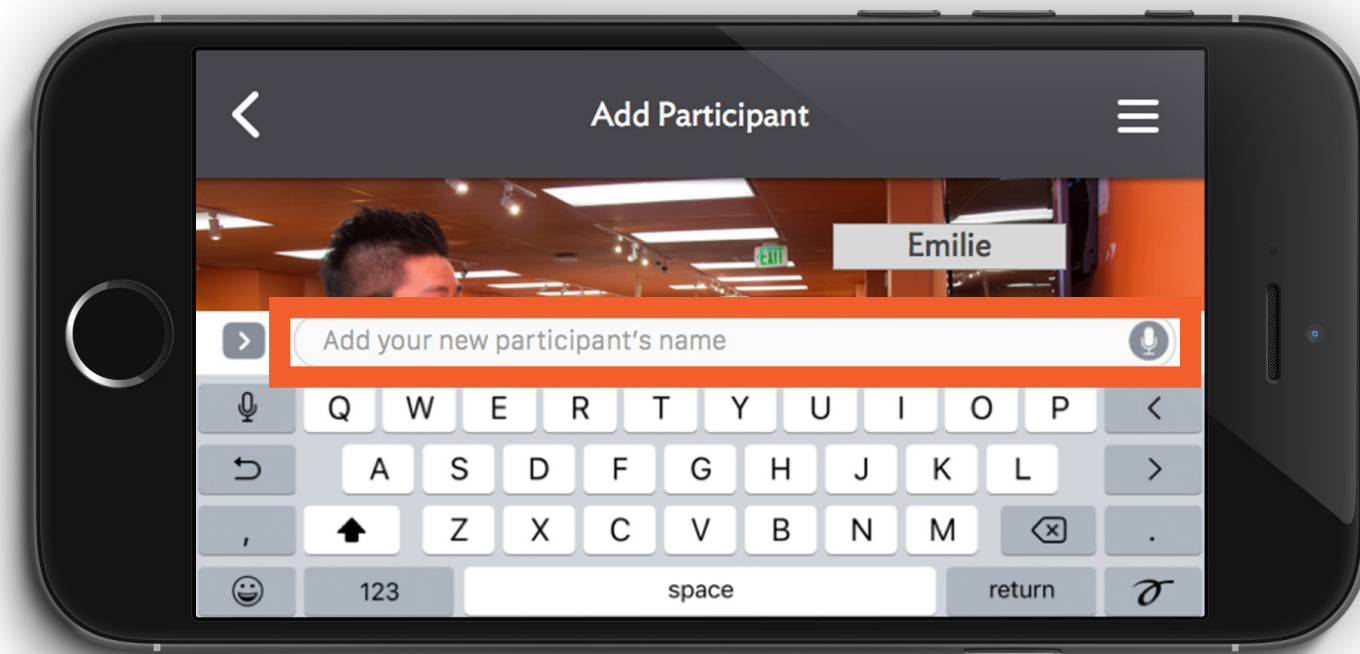 Add Participant
EXIT
Emilie
Add your new participant's name
Q W E R T Y U I O P
A S D F G H J K L
, Z X C V B N M .
123 space return